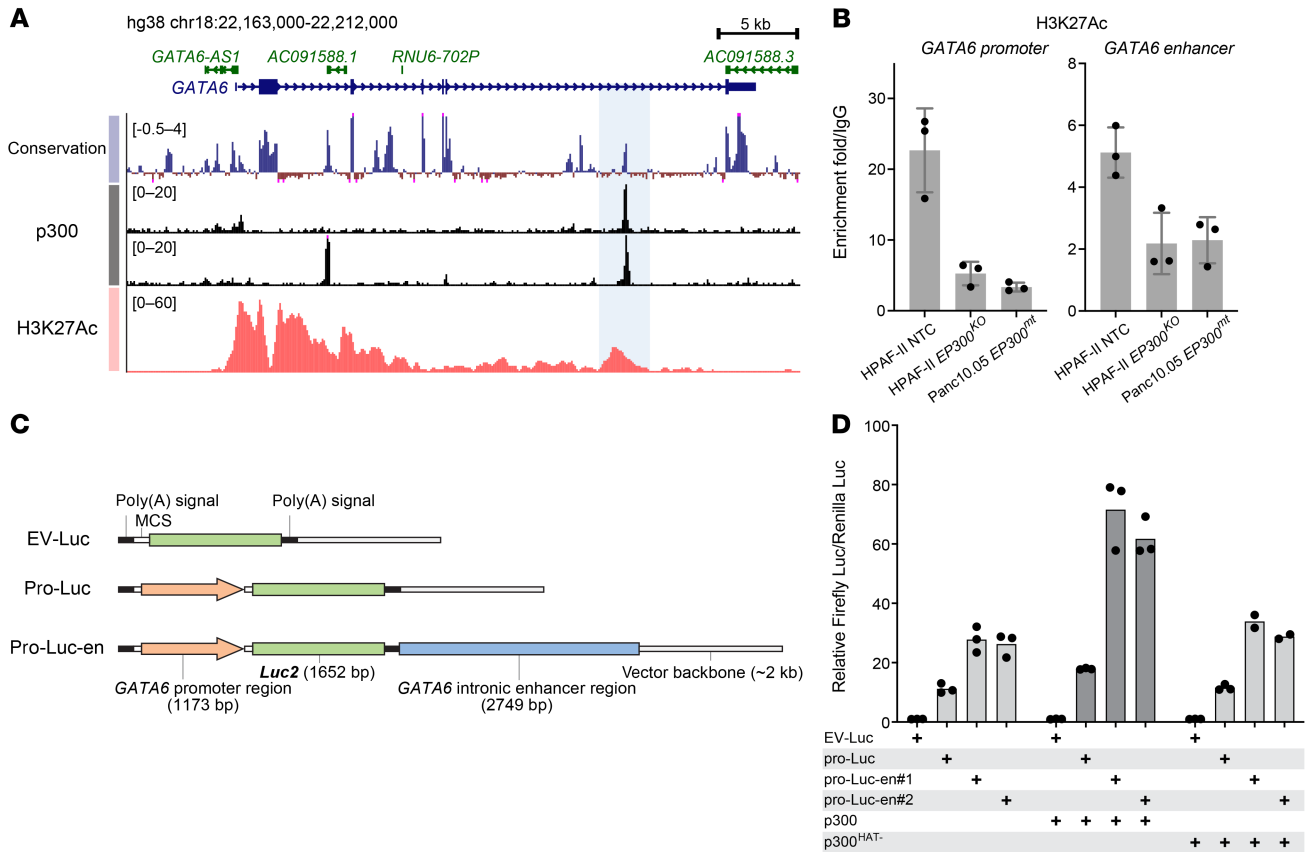 A
hg38 chr18:22,163,000-22,212,000
5 kb
GATA6-AS1
AC091588.1
RNU6-702P
AC091588.3
GATA6
Conservation
[-0.5–4]
p300
[0–20]
[0–20]
H3K27Ac
[0–60]
B
H3K27Ac
GATA6 promoter
GATA6 enhancer
Enrichment fold/IgG
30
20
10
0
8
6
4
2
0
HPAF-II NTC
HPAF-II EP300KO
Panc10.05 EP300mt
HPAF-II NTC
HPAF-II EP300KO
Panc10.05 EP300mt
C
Poly(A) signal
Poly(A) signal
MCS
EV-Luc
Pro-Luc
Pro-Luc-en
Luc2 (1652 bp)
Vector backbone (~2 kb)
GATA6 promoter region
(1173 bp)
GATA6 intronic enhancer region
(2749 bp)
D
Relative Firefly Luc/Renilla Luc
100
80
60
40
20
0
EV-Luc + + +
pro-Luc + + +
pro-Luc-en#1 + + +
pro-Luc-en#2 + + +
p300 + + + +
p300HAT- + + + +